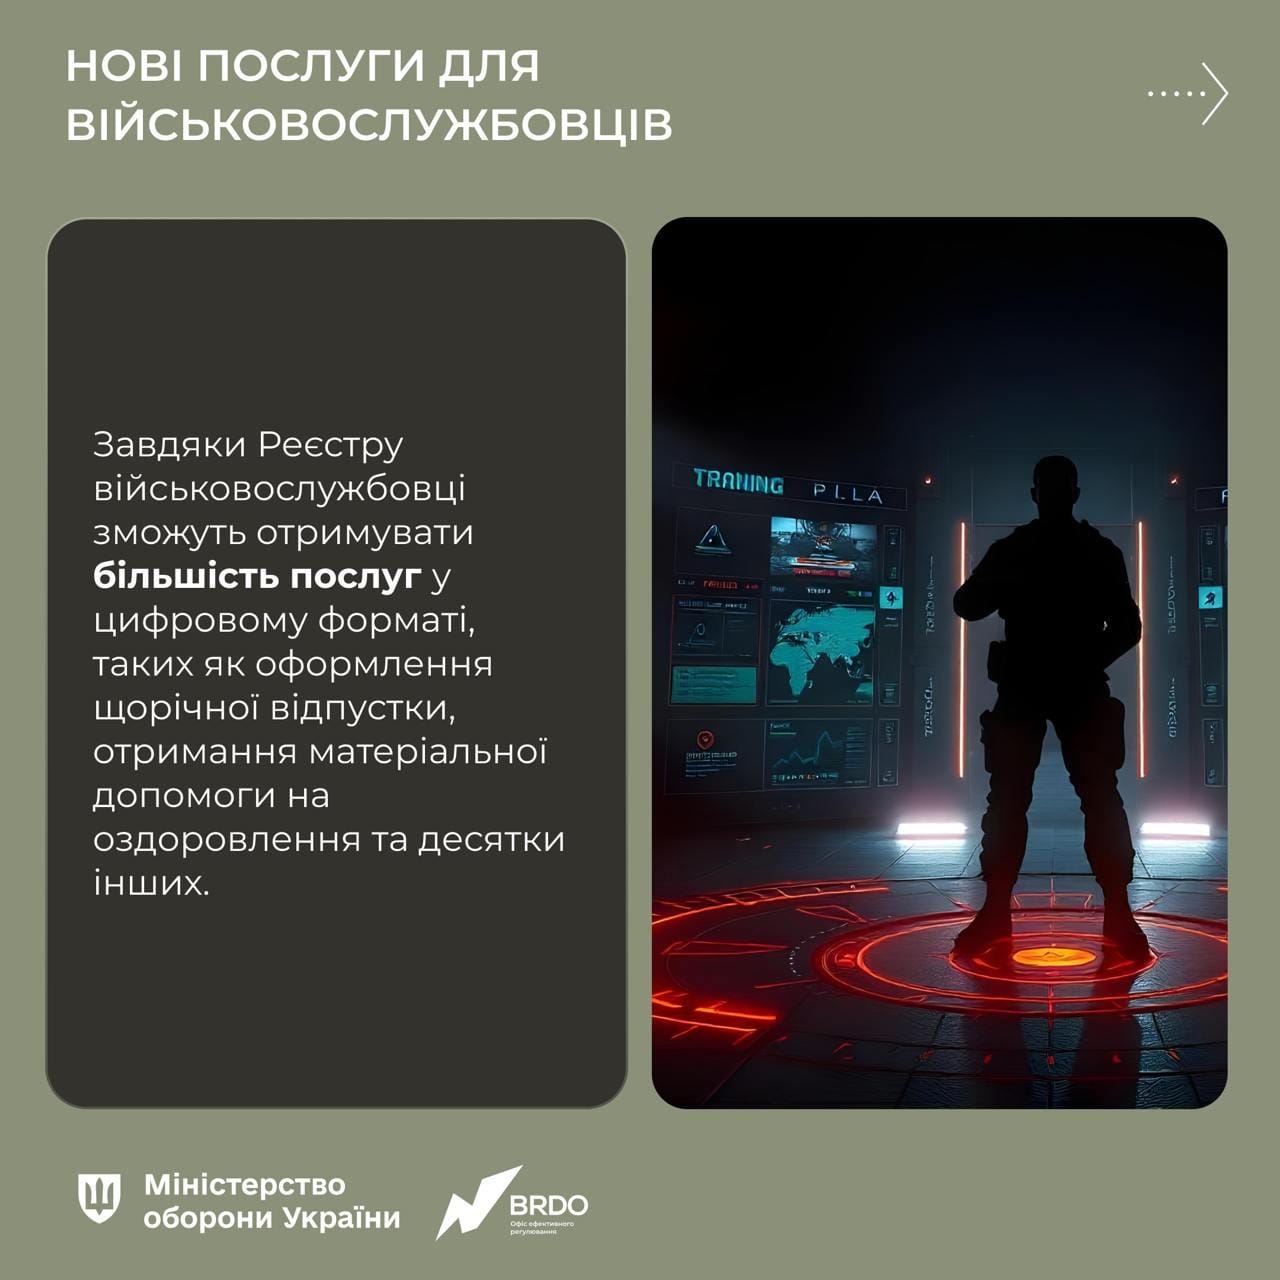 НОВІ ПОСЛУГИ ДЛЯ
ВІЙСЬКОВОСЛУЖБОВЦІВ
Завдяки Реєстру
військовослужбовці
зможуть отримувати
більшість послуг у
цифровому форматі,
таких як оформлення
щорічної відпустки,
отримання матеріальної
допомоги на
оздоровлення та десятки
інших.
TRANING PLLA
Міністерство
оборони України
BRDO
Офіс ефективного
регулювання